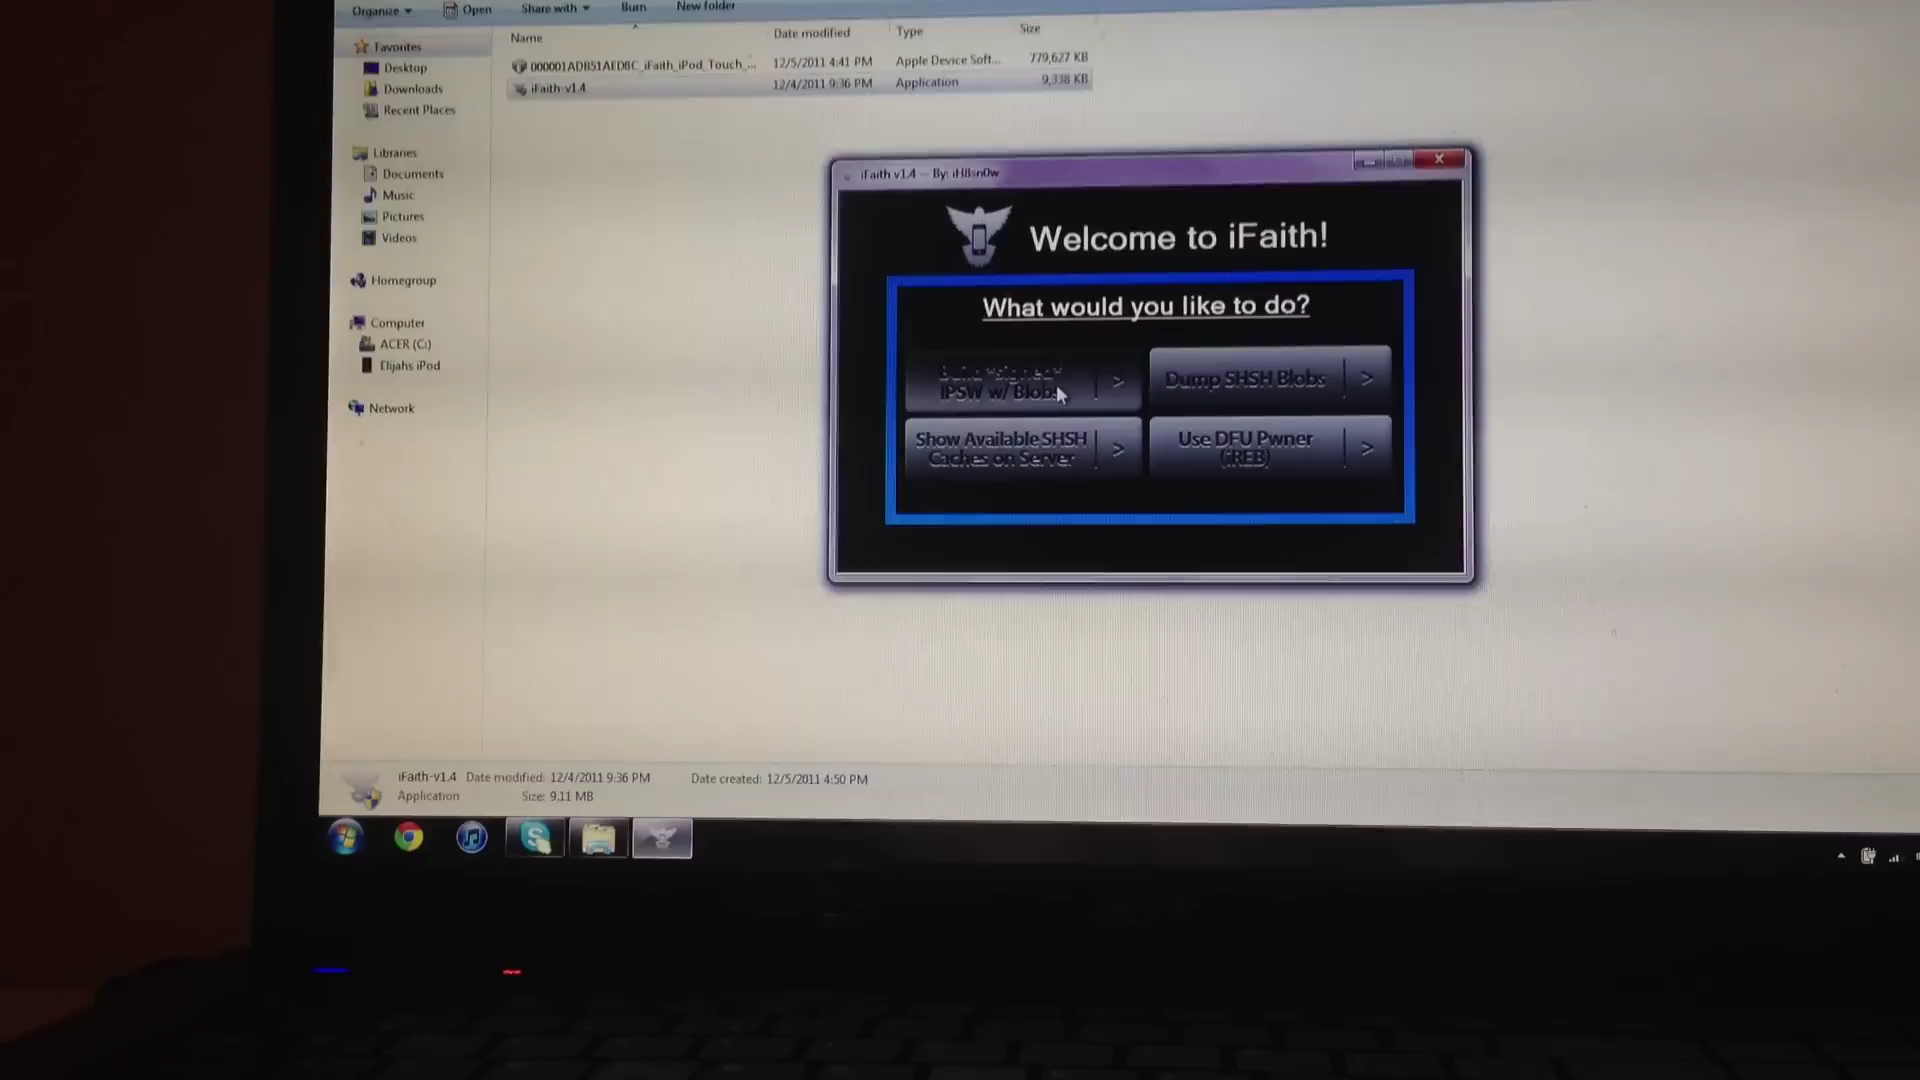 Organize
Open
Share with
Burn
New folder
Name
Date modified
Type
Size
000001ADB51AED8C_iFaith_iPod_Touch_...
12/5/2011 4:41 PM
Apple Device Soft...
779,627 KB
iFaith-v1.4
12/4/2011 9:36 PM
Application
9,338 KB
Favorites
Desktop
Downloads
Recent Places
Libraries
Documents
Music
Pictures
Videos
Homegroup
Computer
ACER (C:)
Elijahs iPod
Network
iFaith v1.4 -- By: iH8sn0w
Welcome to iFaith!
What would you like to do?
Build *signed*
IPSW w/ Blobs
>
Dump SHSH Blobs
>
Show Available SHSH
Caches on Server
>
Use DFU Pwner
(iREB)
>
iFaith-v1.4
Date modified: 12/4/2011 9:36 PM
Date created: 12/5/2011 4:50 PM
Application
Size: 9.11 MB